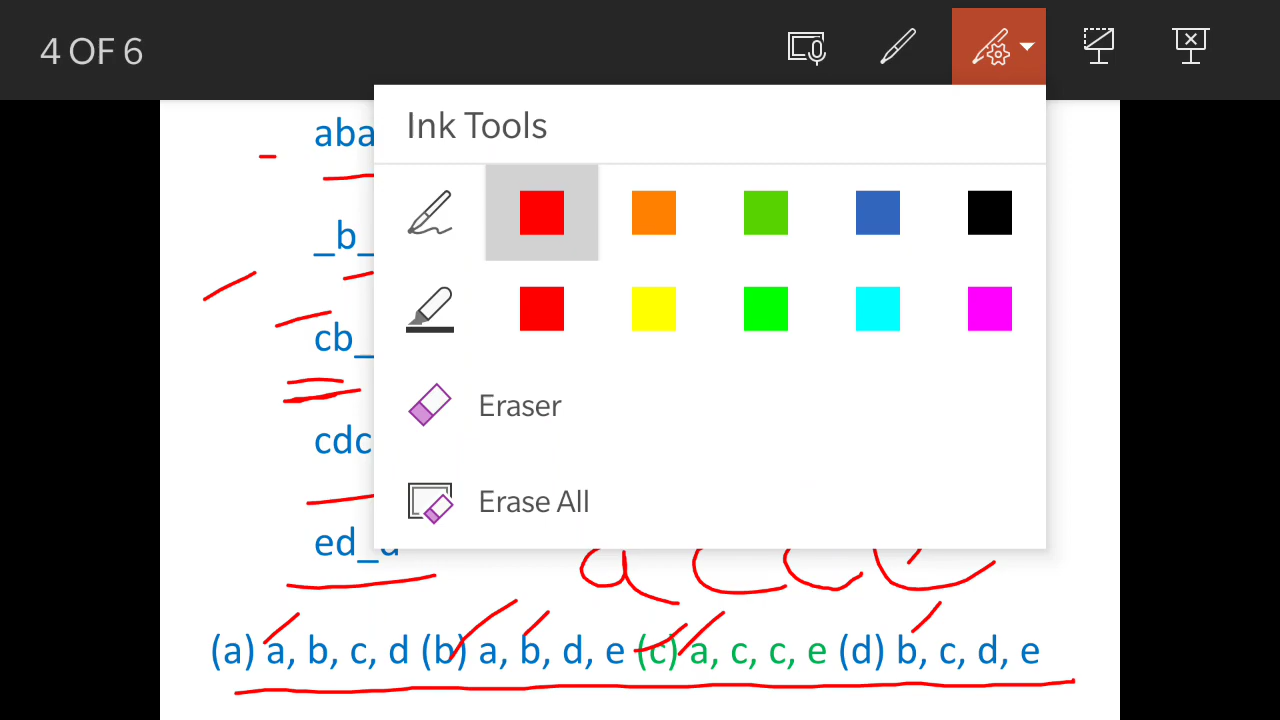 4 OF 6
Ink Tools
aba
_b_
cb_
cdc
ed_d
Eraser
Erase All
a c c e
(a) a, b, c, d (b) a, b, d, e (c) a, c, c, e (d) b, c, d, e